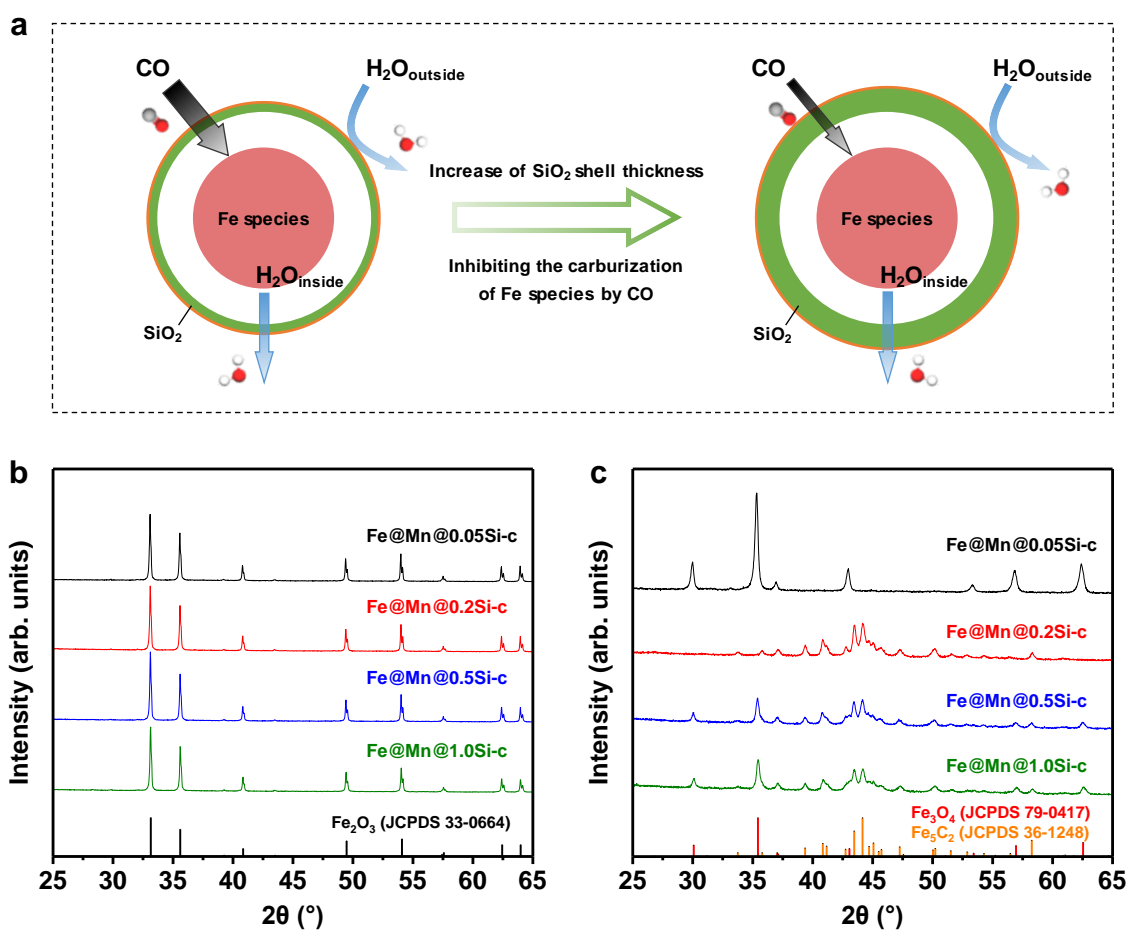 a
CO
H₂Ooutside
Fe species
H₂Oinside
SiO₂
Increase of SiO₂ shell thickness
Inhibiting the carburization
of Fe species by CO
CO
H₂Ooutside
Fe species
H₂Oinside
SiO₂
b
Intensity (arb. units)
Fe@Mn@0.05Si-c
Fe@Mn@0.2Si-c
Fe@Mn@0.5Si-c
Fe@Mn@1.0Si-c
Fe₂O₃ (JCPDS 33-0664)
25 30 35 40 45 50 55 60 65
2θ (°)
c
Intensity (arb. units)
Fe@Mn@0.05Si-c
Fe@Mn@0.2Si-c
Fe@Mn@0.5Si-c
Fe@Mn@1.0Si-c
Fe₃O₄ (JCPDS 79-0417)
Fe₅C₂ (JCPDS 36-1248)
25 30 35 40 45 50 55 60 65
2θ (°)